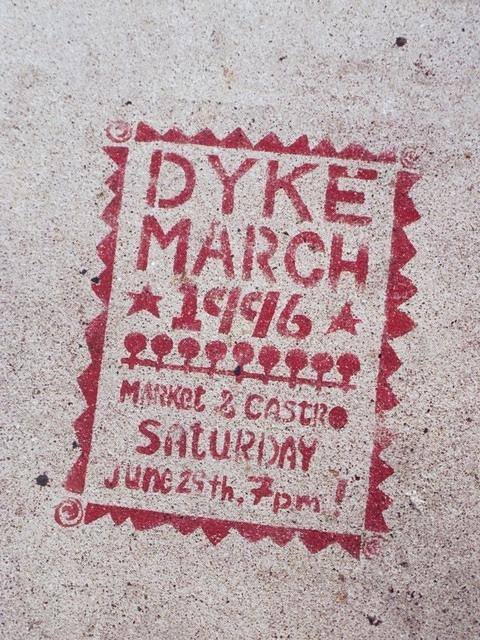 DYKE
MARCH
1996
MARKet & CASTRO
SAtURDAY
June 29th, 7pm!